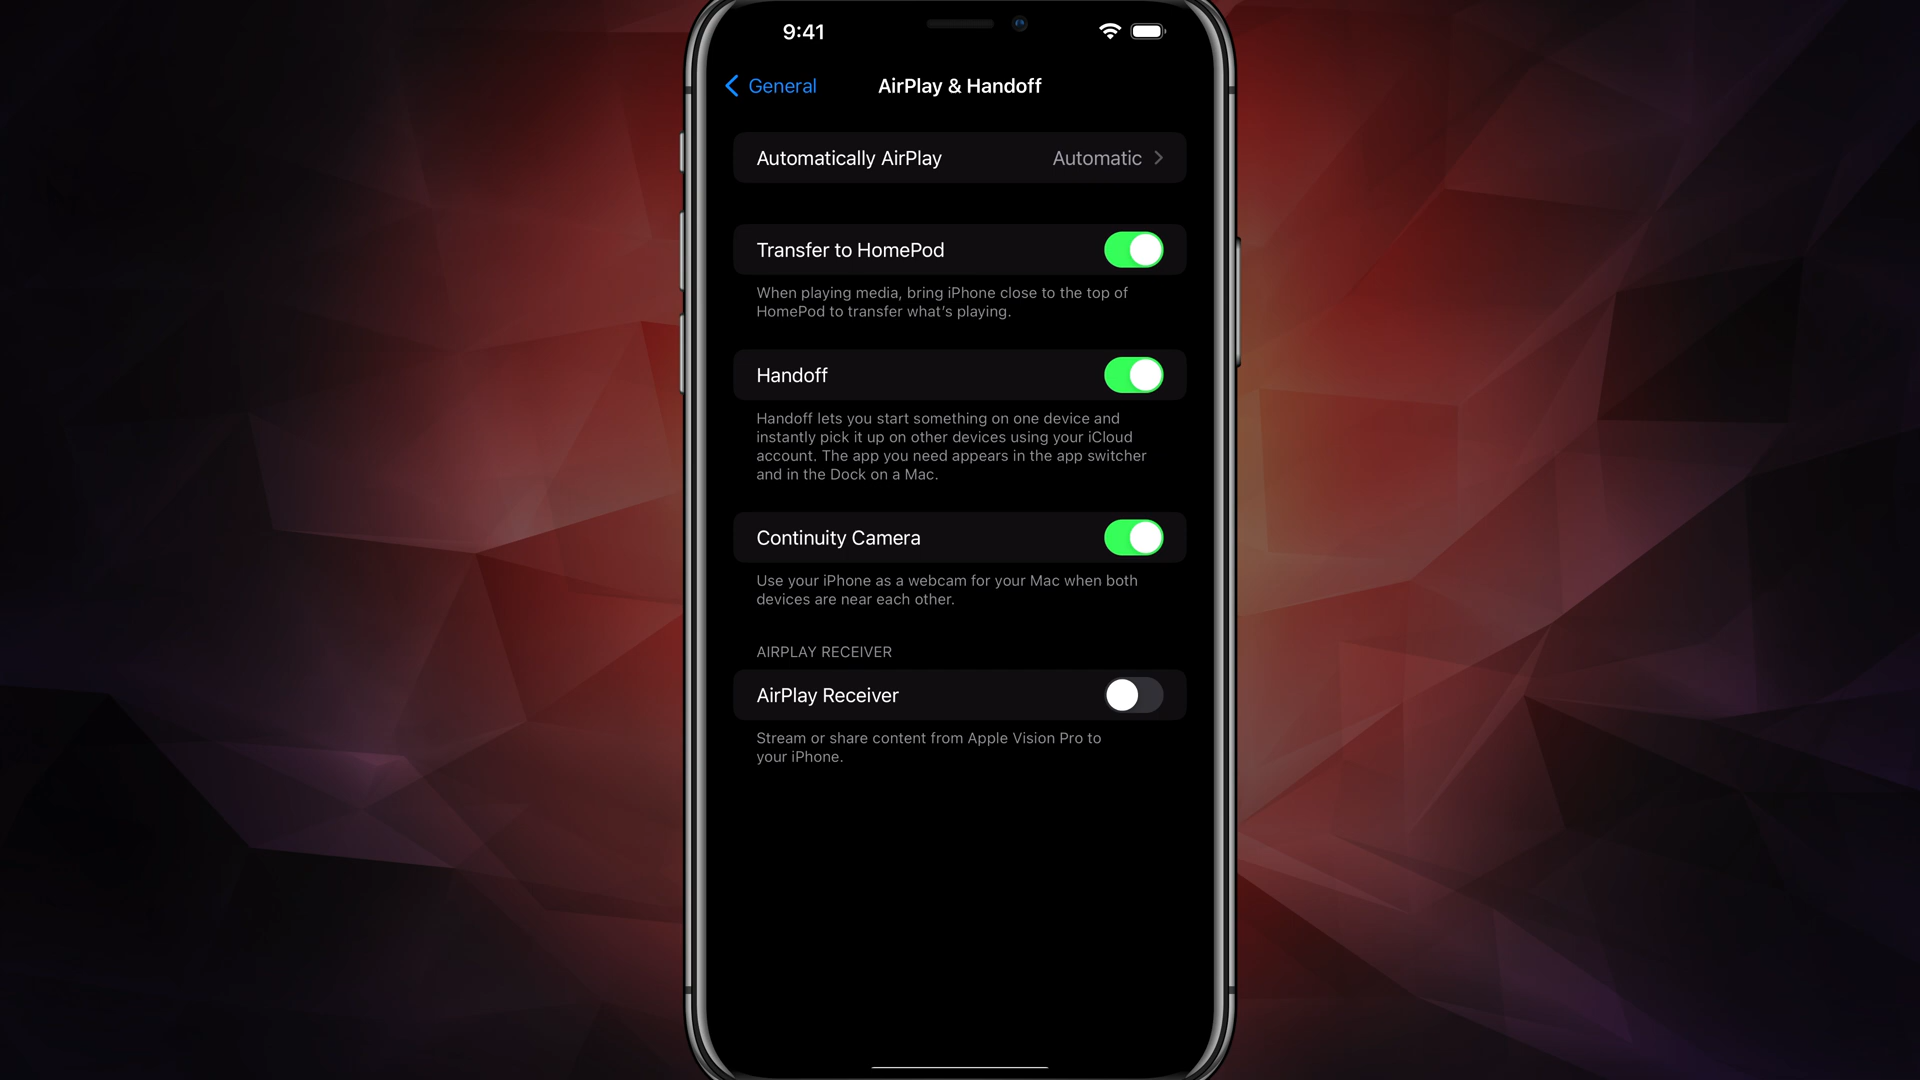 9:41
General
AirPlay & Handoff
Automatically AirPlay Automatic
Transfer to HomePod
When playing media, bring iPhone close to the top of
HomePod to transfer what’s playing.
Handoff
Handoff lets you start something on one device and
instantly pick it up on other devices using your iCloud
account. The app you need appears in the app switcher
and in the Dock on a Mac.
Continuity Camera
Use your iPhone as a webcam for your Mac when both
devices are near each other.
AIRPLAY RECEIVER
AirPlay Receiver
Stream or share content from Apple Vision Pro to
your iPhone.